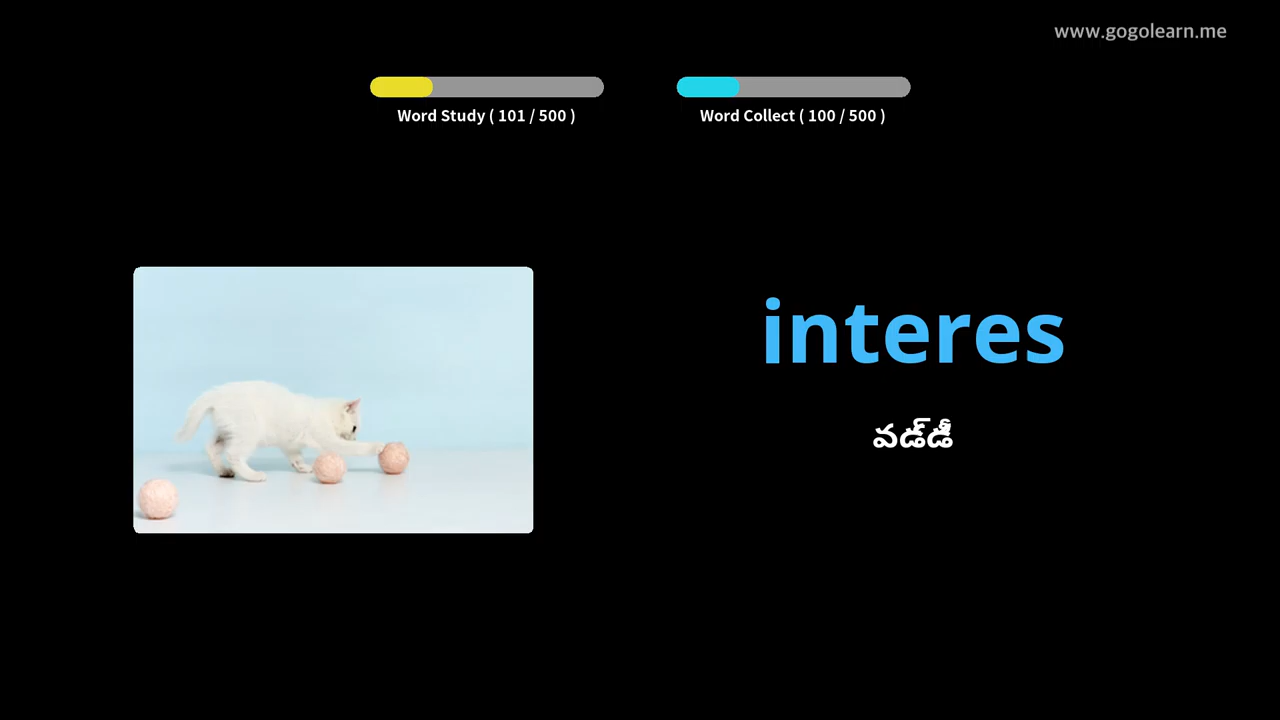 www.gogolearn.me
Word Study ( 101 / 500 )
Word Collect ( 100 / 500 )
interes
వడ్‌డీ